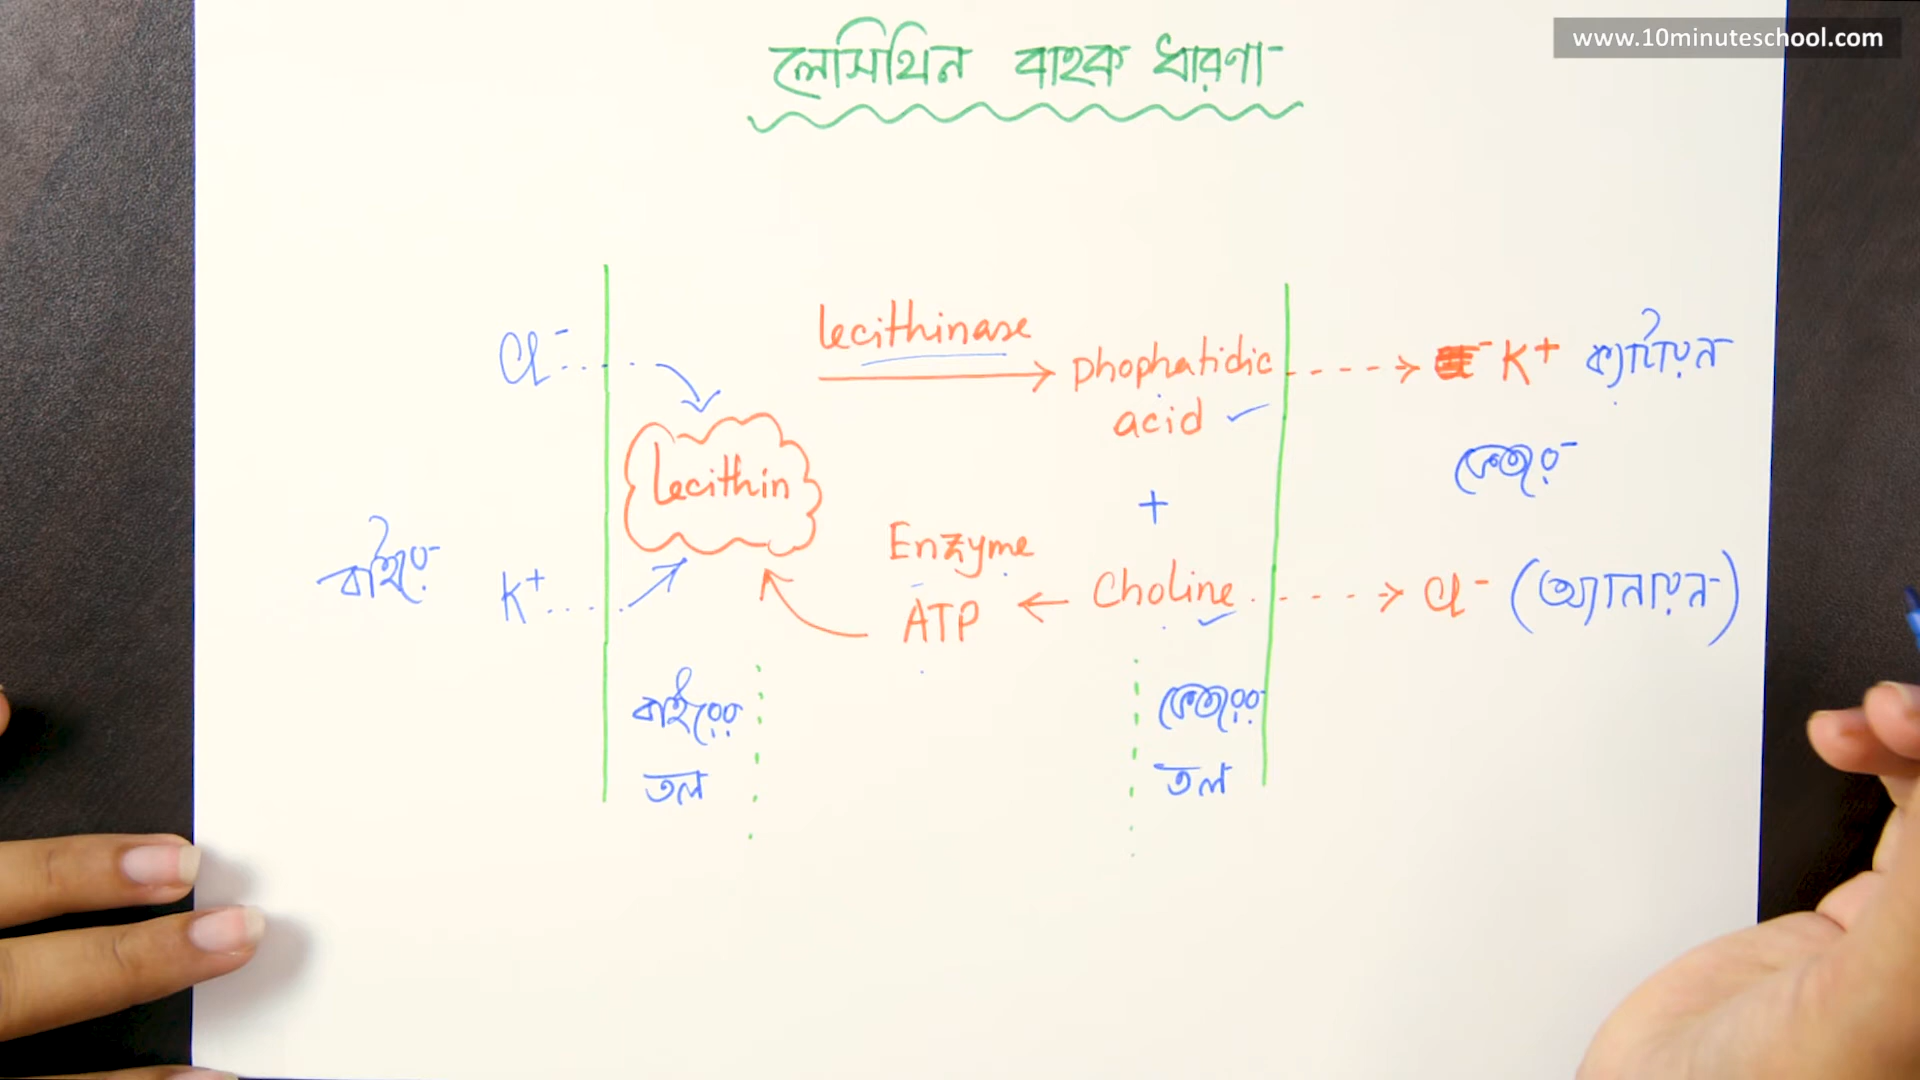 www.10minuteschool.com
লেসিথিন বাহক ধারণা
Cl⁻
lecithinase
phophatidic
acid
K⁺ ক্যাটায়ন
Lecithin
ভেতরে
+
বাইরে
K⁺
Enzyme
ATP
Choline
Cl⁻ (অ্যানায়ন)
বাইরের
তল
ভেতরের
তল